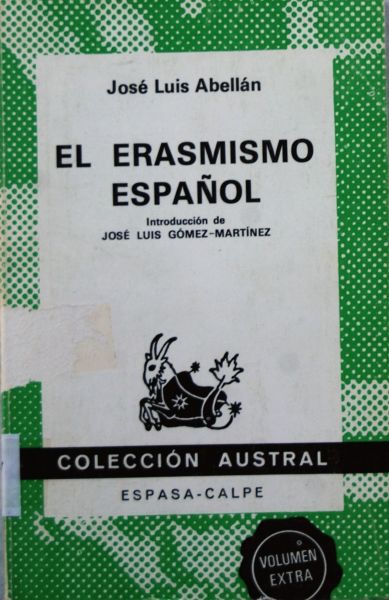 José Luis Abellán
EL ERASMISMO
ESPAÑOL
Introducción de
JOSÉ LUIS GÓMEZ-MARTÍNEZ
COLECCIÓN AUSTRAL
ESPASA-CALPE
VOLUMEN
EXTRA